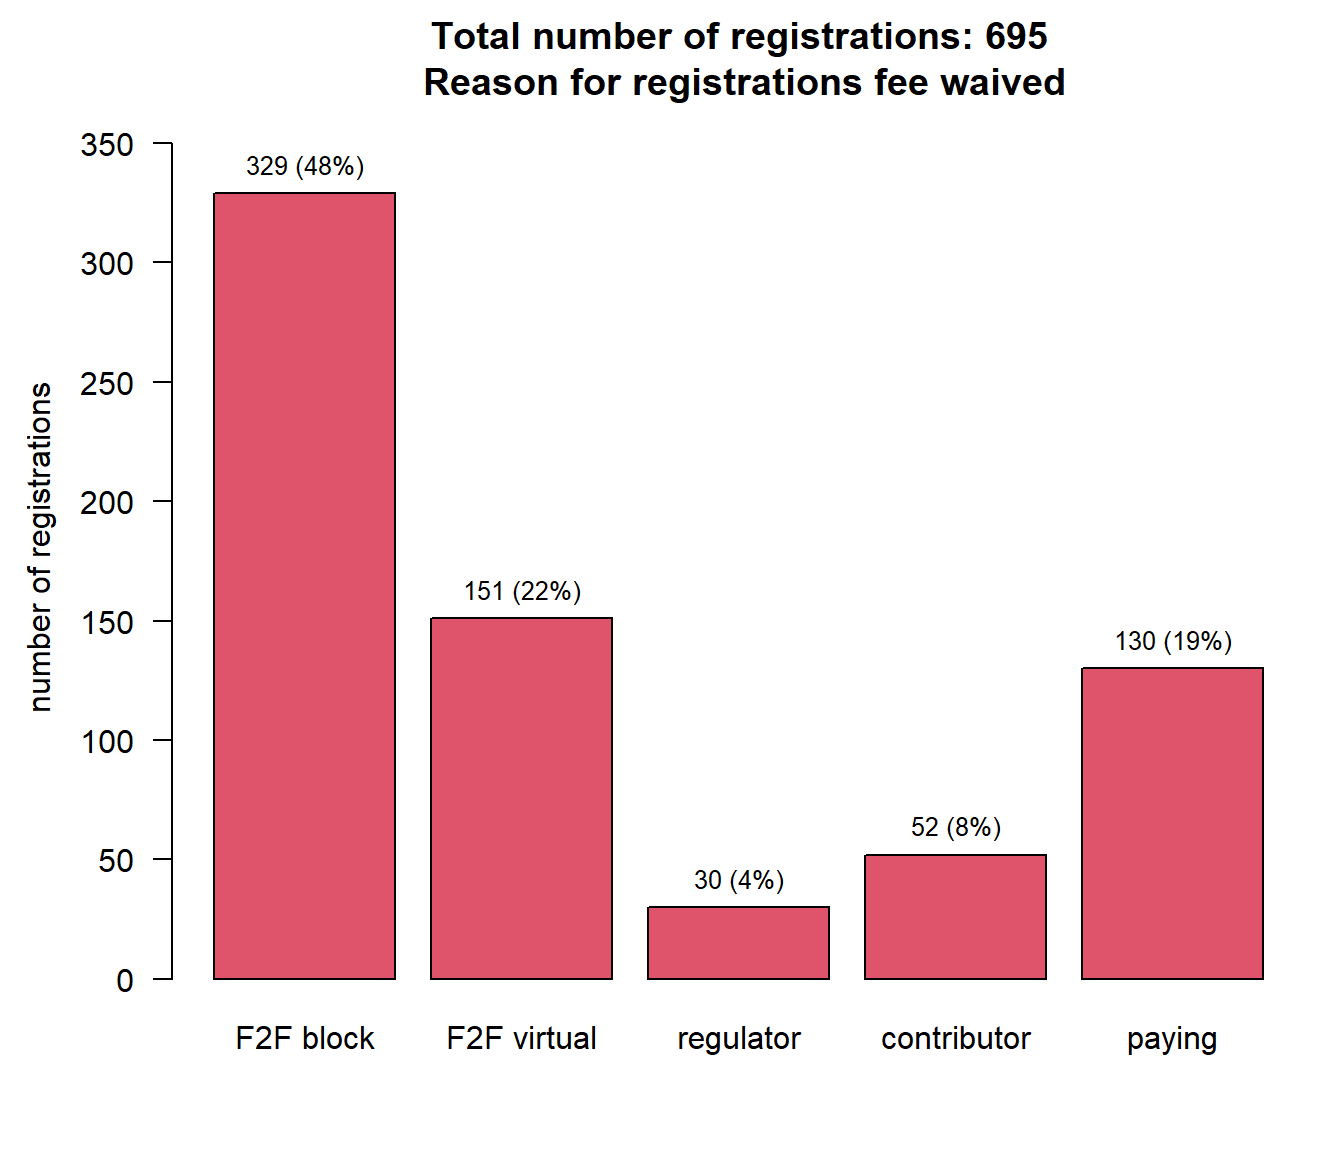 Total number of registrations: 695
Reason for registrations fee waived
number of registrations
350
300
250
200
150
100
50
0
329 (48%)
151 (22%)
30 (4%)
52 (8%)
130 (19%)
F2F block
F2F virtual
regulator
contributor
paying